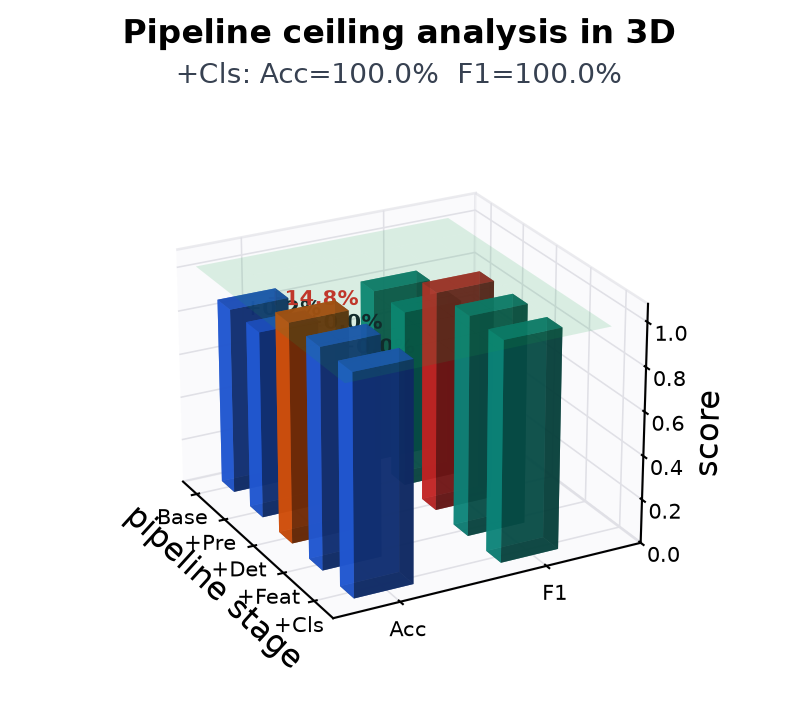 Pipeline ceiling analysis in 3D
+Cls: Acc=100.0%  F1=100.0%
14.8%
1.0
0.8
0.6
0.4
0.2
0.0
score
Base
+Pre
+Det
+Feat
+Cls
pipeline stage
Acc
F1